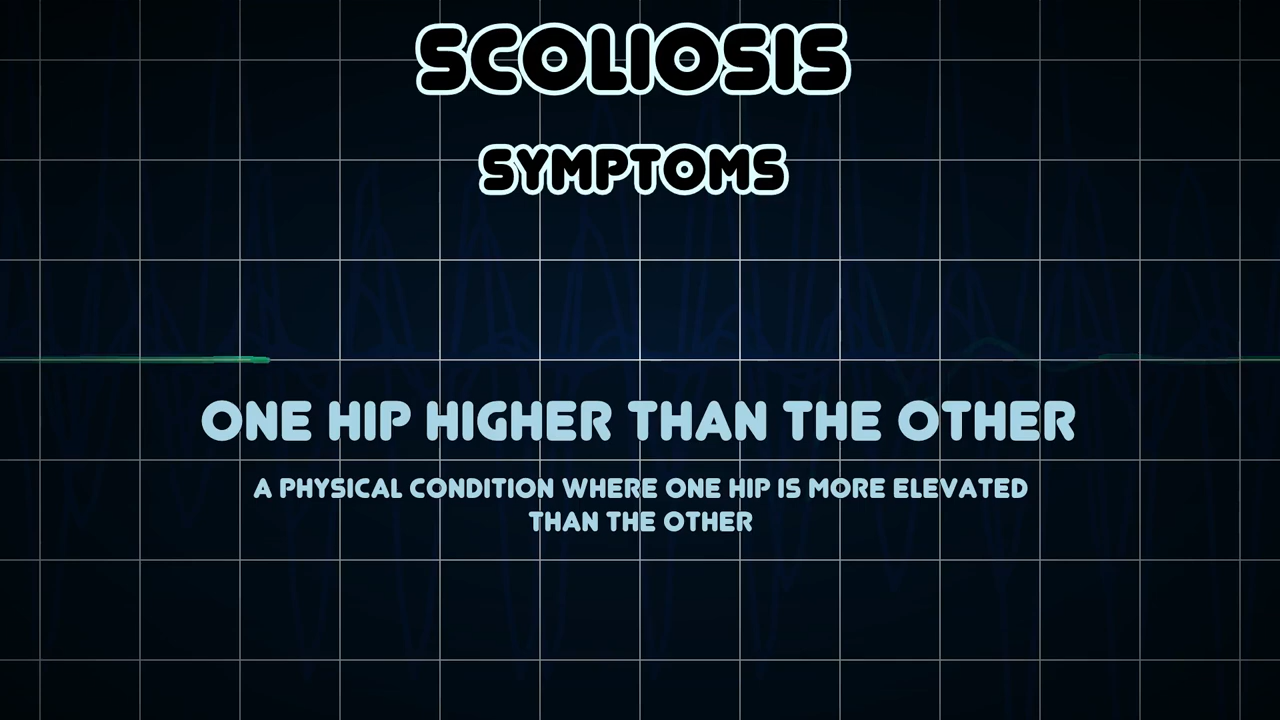 SCOLIOSIS
SYMPTOMS
ONE HIP HIGHER THAN THE OTHER
A PHYSICAL CONDITION WHERE ONE HIP IS MORE ELEVATED
THAN THE OTHER